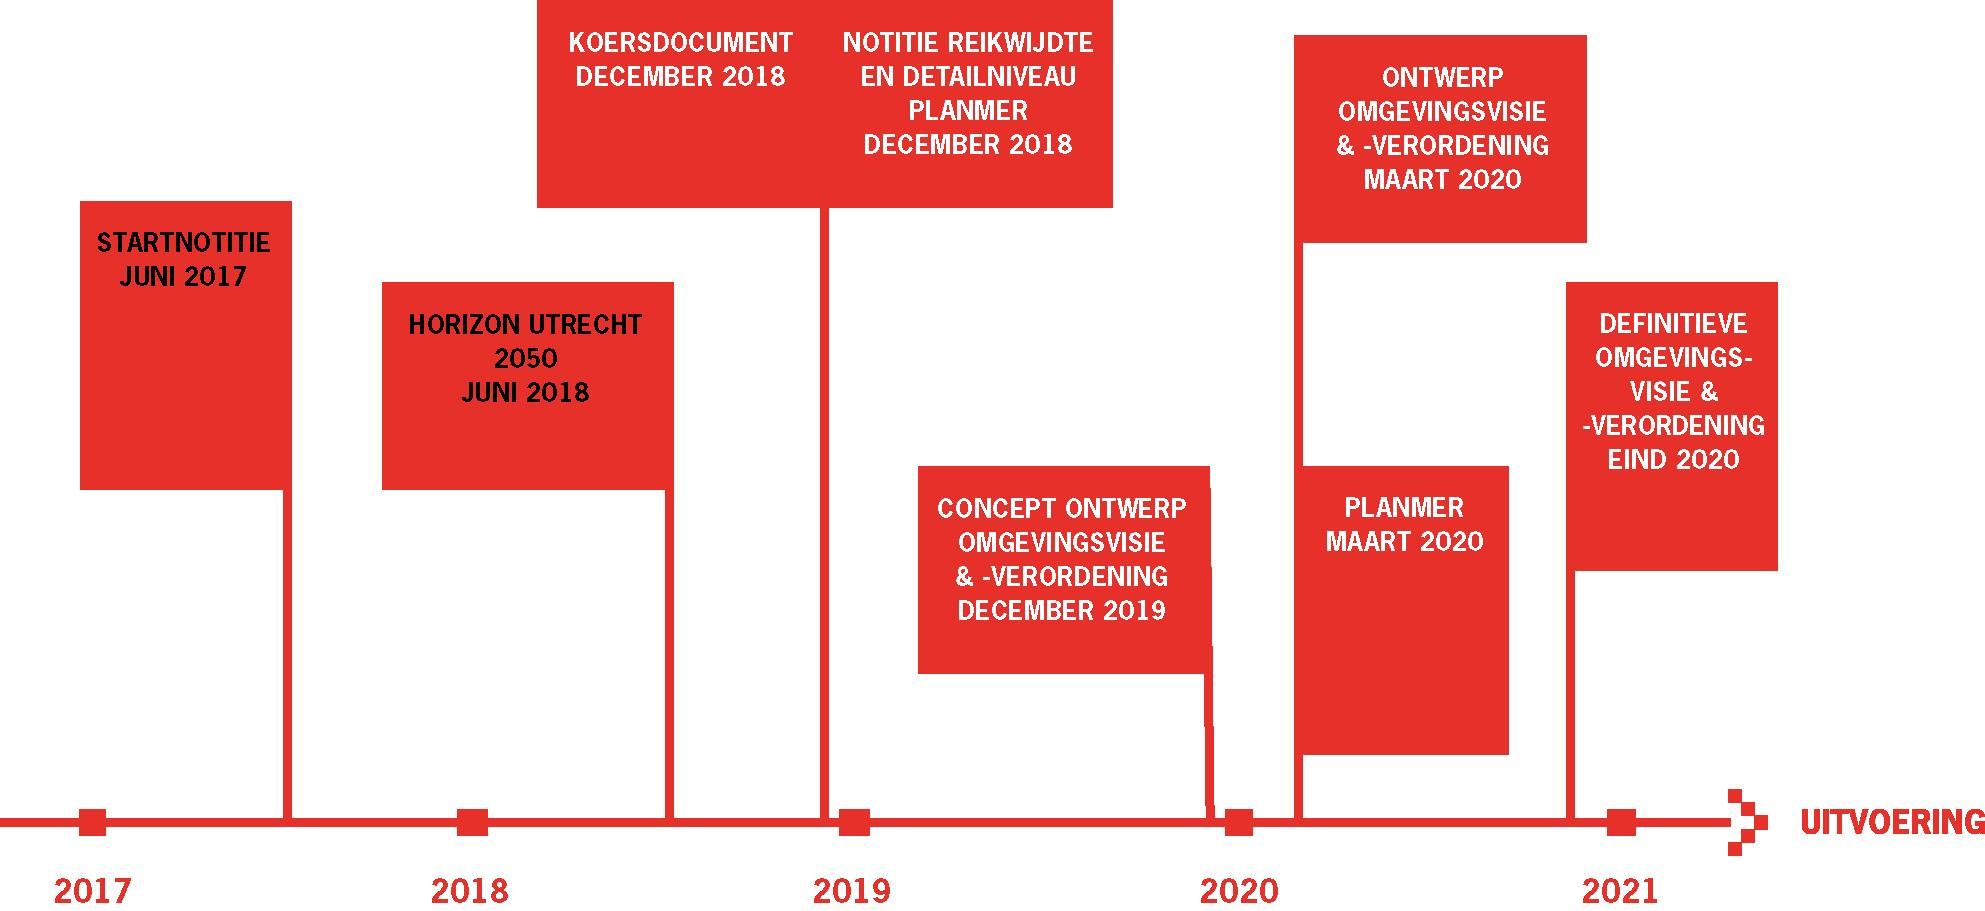 STARTNOTITIE
JUNI 2017
HORIZON UTRECHT
2050
JUNI 2018
KOERSDOCUMENT
DECEMBER 2018
NOTITIE REIKWIJDTE
EN DETAILNIVEAU
PLANMER
DECEMBER 2018
CONCEPT ONTWERP
OMGEVINGSVISIE
& -VERORDENING
DECEMBER 2019
ONTWERP
OMGEVINGSVISIE
& -VERORDENING
MAART 2020
PLANMER
MAART 2020
DEFINITIEVE
OMGEVINGS-
VISIE &
-VERORDENING
EIND 2020
UITVOERING
2017
2018
2019
2020
2021